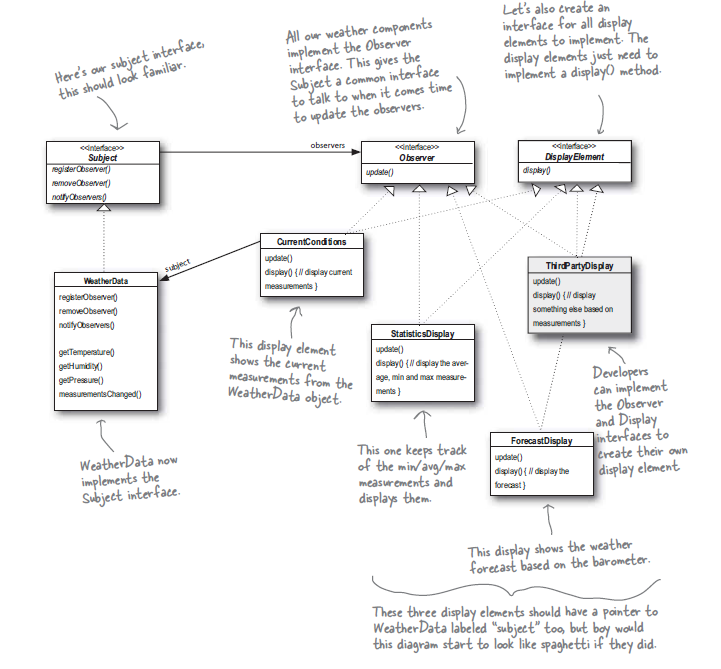 Here's our subject interface,
this should look familiar.
All our weather components
implement the Observer
interface. This gives the
Subject a common interface
to talk to when it comes time
to update the observers.
Let's also create an
interface for all display
elements to implement. The
display elements just need to
implement a display() method.
<<interface>>
Subject
registerObserver()
removeObserver()
notifyObservers()
observers
<<interface>>
Observer
update()
<<interface>>
DisplayElement
display()
subject
WeatherData
registerObserver()
removeObserver()
notifyObservers()
getTemperature()
getHumidity()
getPressure()
measurementsChanged()
WeatherData now
implements the
Subject interface.
CurrentConditions
update()
display() { // display current
measurements }
This display element
shows the current
measurements from the
WeatherData object.
StatisticsDisplay
update()
display() { // display the aver-
age, min and max measure-
ments }
This one keeps track
of the min/avg/max
measurements and
displays them.
ThirdPartyDisplay
update()
display() { // display
something else based on
measurements }
Developers
can implement
the Observer
and Display
interfaces to
create their own
display element
ForecastDisplay
update()
display() { // display the
forecast }
This display shows the weather
forecast based on the barometer.
These three display elements should have a pointer to
WeatherData labeled "subject" too, but boy would
this diagram start to look like spaghetti if they did.